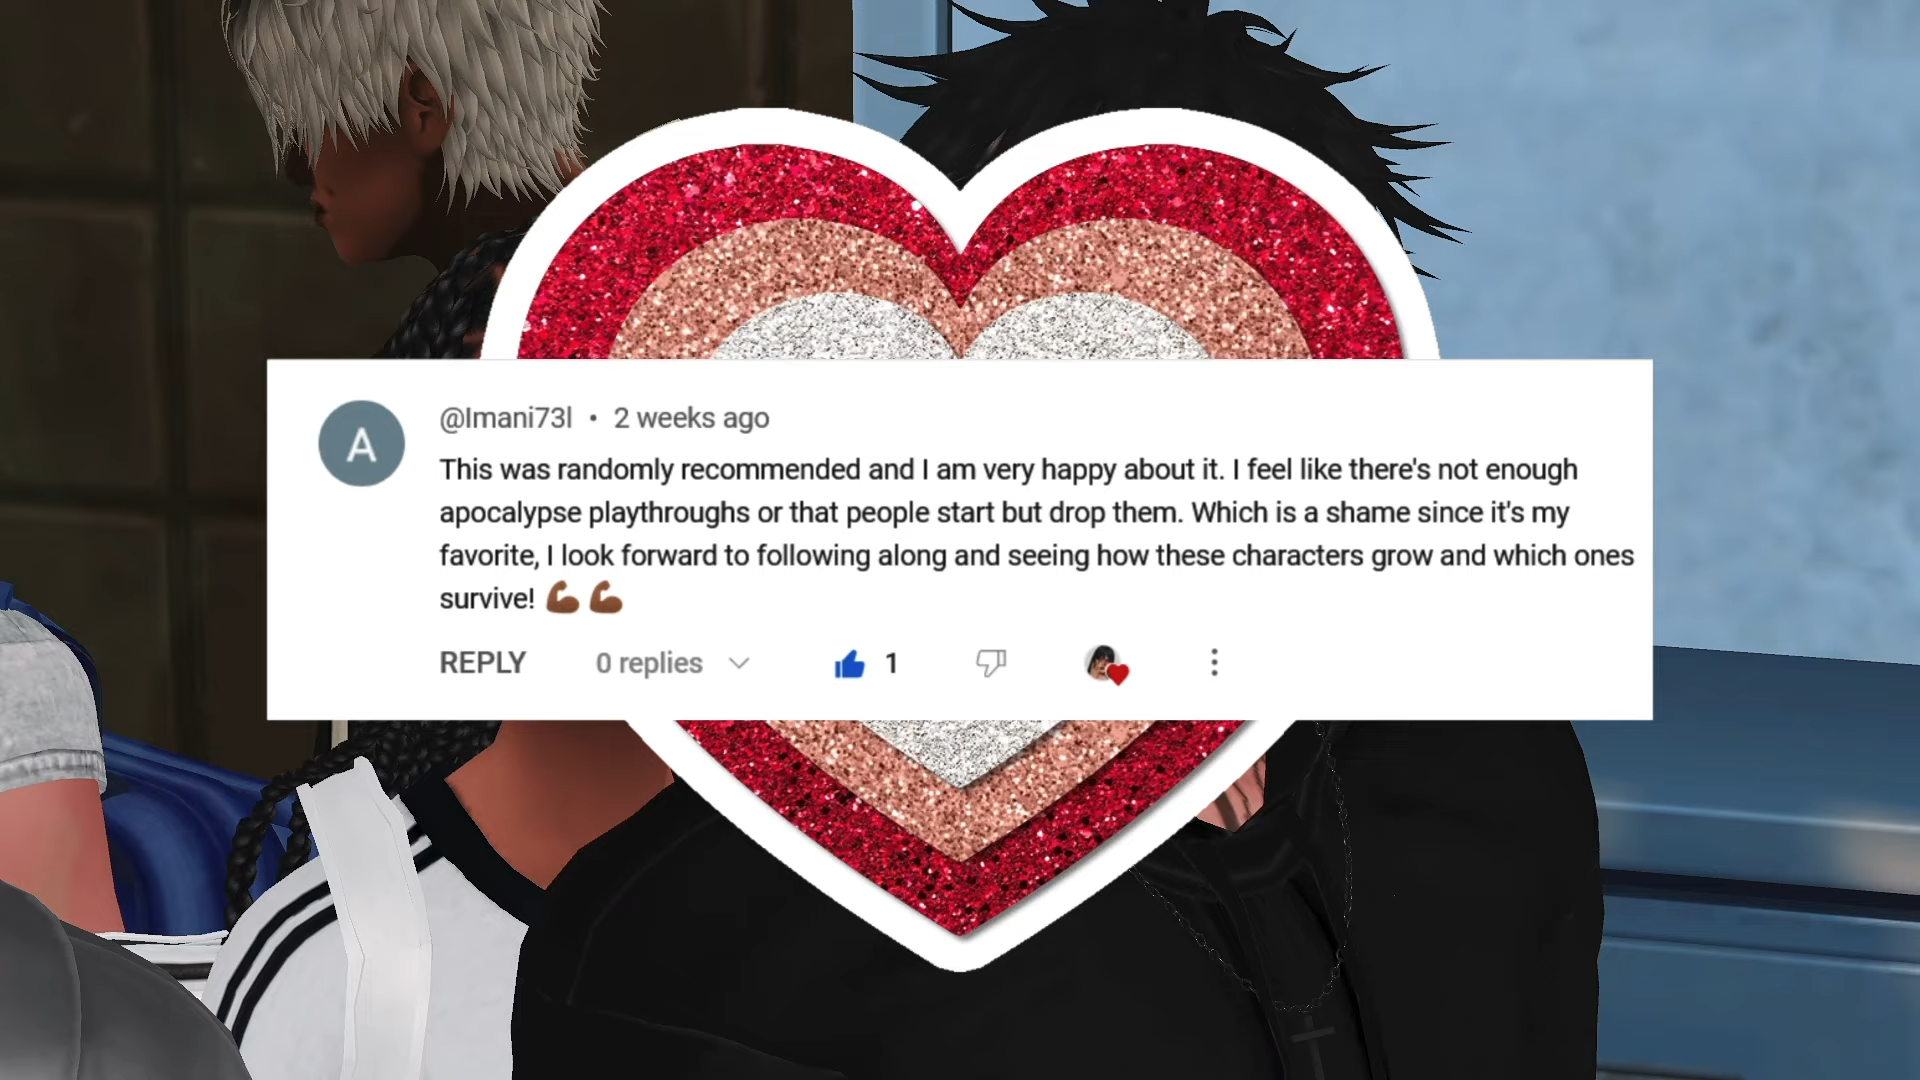 A
@Imani73l • 2 weeks ago
This was randomly recommended and I am very happy about it. I feel like there's not enough
apocalypse playthroughs or that people start but drop them. Which is a shame since it's my
favorite, I look forward to following along and seeing how these characters grow and which ones
survive! 💪🏾 💪🏾
REPLY 0 replies 1